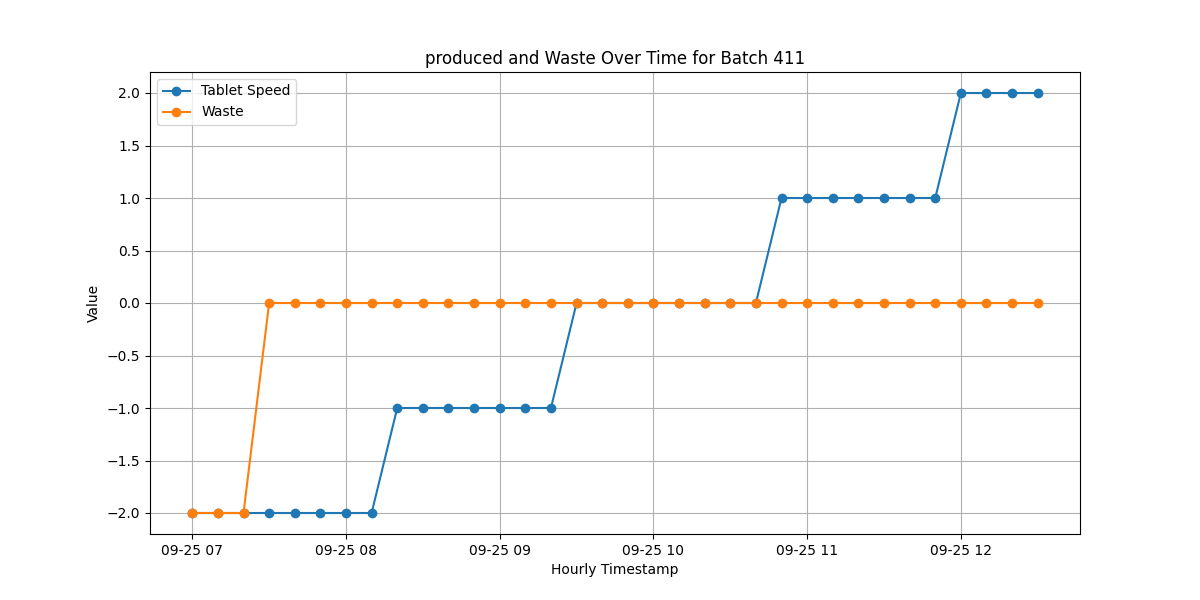 produced and Waste Over Time for Batch 411
Tablet Speed
Waste
2.0
1.5
1.0
0.5
0.0
−0.5
−1.0
−1.5
−2.0
Value
09-25 07 09-25 08 09-25 09 09-25 10 09-25 11 09-25 12
Hourly Timestamp